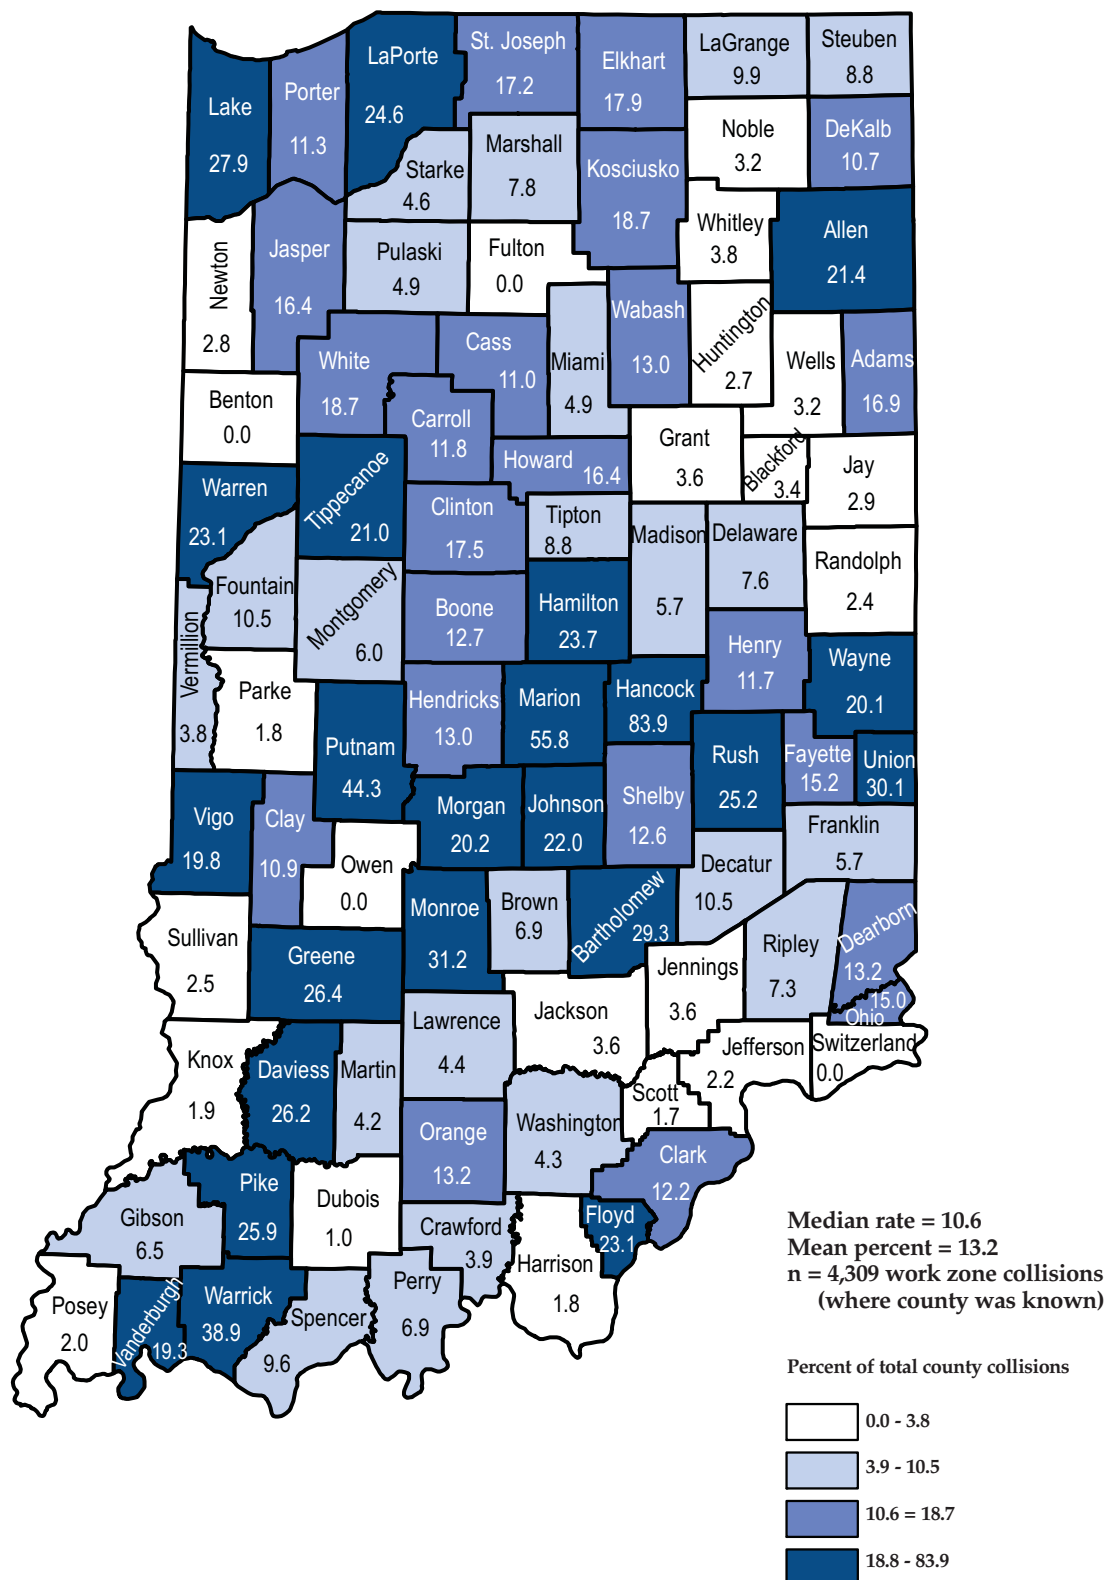 LaPorte
24.6
St. Joseph
17.2
Elkhart
17.9
LaGrange
9.9
Steuben
8.8
Lake
27.9
Porter
11.3
Noble
3.2
DeKalb
10.7
Starke
4.6
Marshall
7.8
Kosciusko
18.7
Whitley
3.8
Allen
21.4
Newton
2.8
Jasper
16.4
Pulaski
4.9
Fulton
0.0
Wabash
13.0
Huntington
2.7
White
18.7
Cass
11.0
Miami
4.9
Wells
3.2
Adams
16.9
Benton
0.0
Carroll
11.8
Grant
3.6
Blackford
3.4
Jay
2.9
Howard
16.4
Warren
23.1
Tippecanoe
21.0
Clinton
17.5
Tipton
8.8
Madison
5.7
Delaware
7.6
Randolph
2.4
Fountain
10.5
Montgomery
6.0
Boone
12.7
Hamilton
23.7
Henry
11.7
Wayne
20.1
Vermillion
3.8
Parke
1.8
Hendricks
13.0
Marion
55.8
Hancock
83.9
Putnam
44.3
Rush
25.2
Fayette
15.2
Union
30.1
Vigo
19.8
Clay
10.9
Morgan
20.2
Johnson
22.0
Shelby
12.6
Franklin
5.7
Owen
0.0
Decatur
10.5
Monroe
31.2
Brown
6.9
Bartholomew
29.3
Sullivan
2.5
Greene
26.4
Jennings
3.6
Ripley
7.3
Dearborn
13.2
15.0
Ohio
Lawrence
4.4
Jackson
3.6
Jefferson
2.2
Switzerland
0.0
Knox
1.9
Daviess
26.2
Martin
4.2
Scott
1.7
Orange
13.2
Washington
4.3
Clark
12.2
Pike
25.9
Dubois
1.0
Gibson
6.5
Crawford
3.9
Floyd
23.1
Harrison
1.8
Posey
2.0
Vanderburgh
19.3
Warrick
38.9
Spencer
9.6
Perry
6.9
Median rate = 10.6
Mean percent = 13.2
n = 4,309 work zone collisions
(where county was known)
Percent of total county collisions
0.0 - 3.8
3.9 - 10.5
10.6 = 18.7
18.8 - 83.9